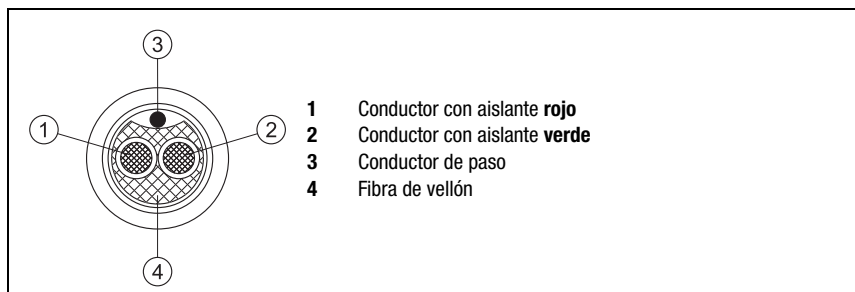 3
1
2
4
1 Conductor con aislante rojo
2 Conductor con aislante verde
3 Conductor de paso
4 Fibra de vellón